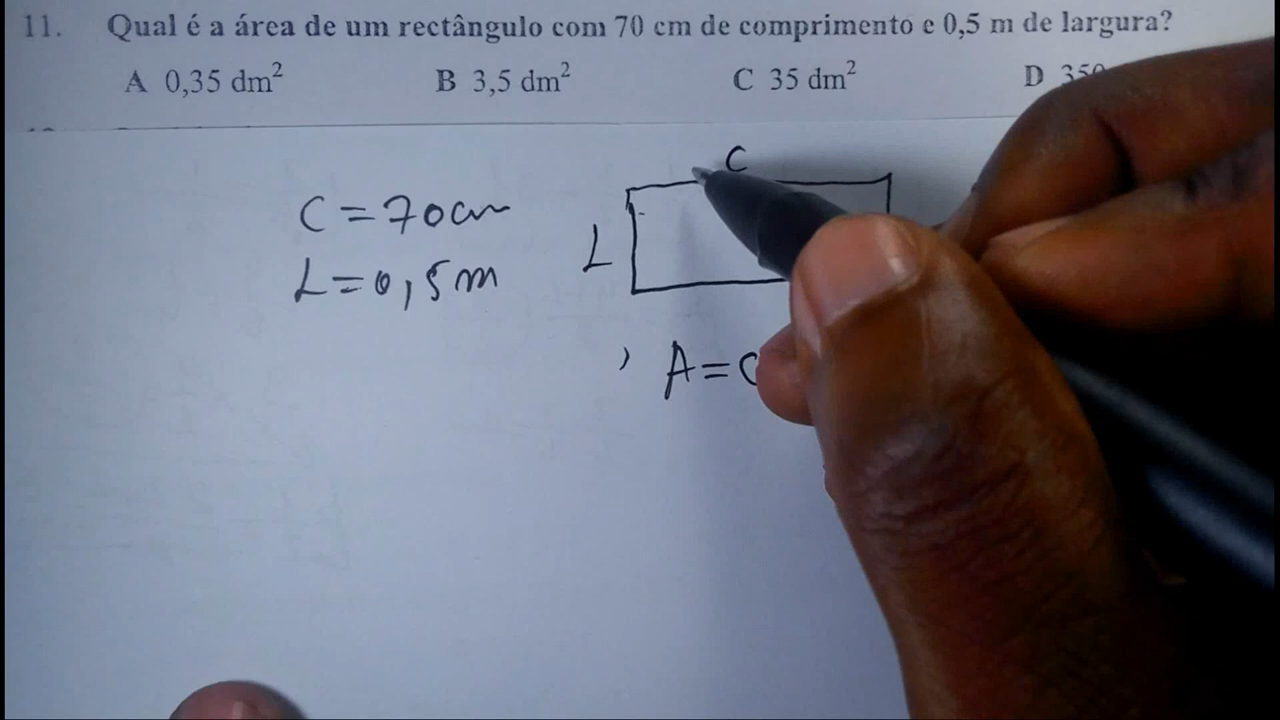 11. Qual é a área de um rectângulo com 70 cm de comprimento e 0,5 m de largura?
A 0,35 dm² B 3,5 dm² C 35 dm² D 350
C
C = 70cm
L
L = 0,5m
A = C